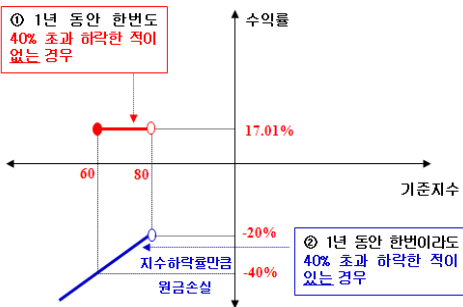 ① 1년 동안 한번도
40% 초과 하락한 적이
없는 경우
수익률
17.01%
60
80
기준지수
-20%
② 1년 동안 한번이라도
40% 초과 하락한 적이
있는 경우
지수하락률만큼
-40%
원금손실